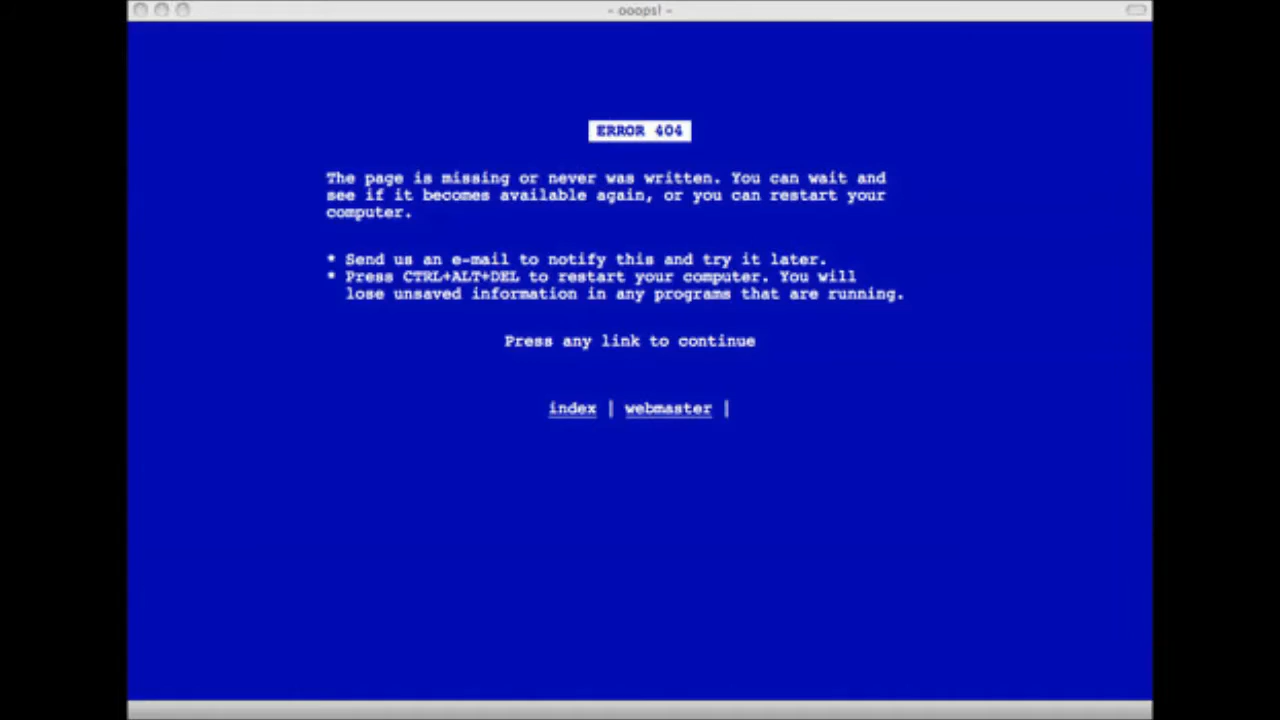 - ooops! -
ERROR 404
The page is missing or never was written. You can wait and
see if it becomes available again, or you can restart your
computer.
* Send us an e-mail to notify this and try it later.
* Press CTRL+ALT+DEL to restart your computer. You will
lose unsaved information in any programs that are running.
Press any link to continue
index | webmaster |